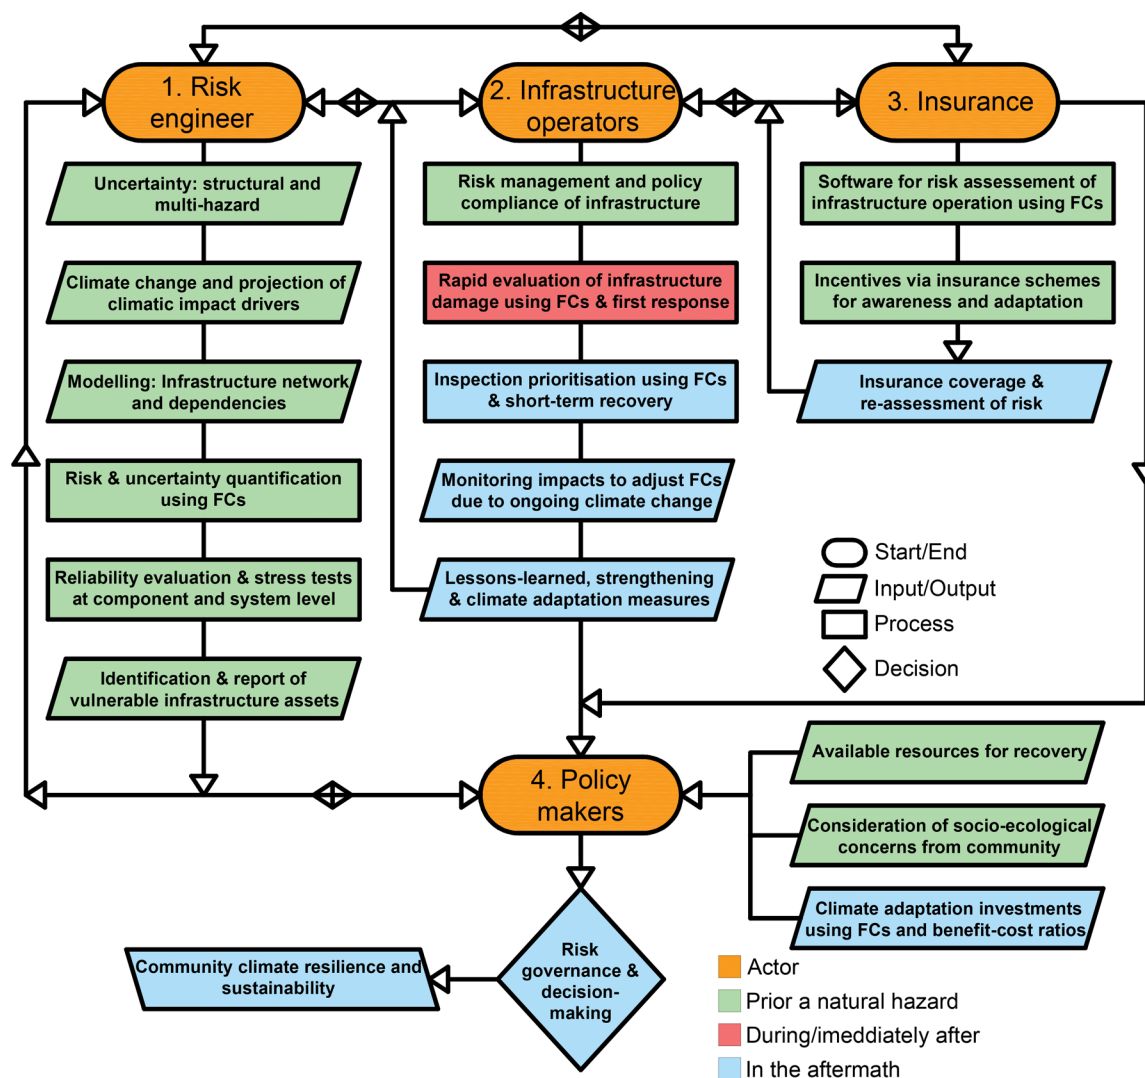 1. Risk
engineer
2. Infrastructure
operators
3. Insurance
Uncertainty: structural and
multi-hazard
Climate change and projection of
climatic impact drivers
Modelling: Infrastructure network
and dependencies
Risk & uncertainty quantification
using FCs
Reliability evaluation & stress tests
at component and system level
Identification & report of
vulnerable infrastructure assets
Risk management and policy
compliance of infrastructure
Rapid evaluation of infrastructure
damage using FCs & first response
Inspection prioritisation using FCs
& short-term recovery
Monitoring impacts to adjust FCs
due to ongoing climate change
Lessons-learned, strengthening
& climate adaptation measures
Software for risk assessment of
infrastructure operation using FCs
Incentives via insurance schemes
for awareness and adaptation
Insurance coverage &
re-assessment of risk
Start/End
Input/Output
Process
Decision
4. Policy
makers
Available resources for recovery
Consideration of socio-ecological
concerns from community
Climate adaptation investments
using FCs and benefit-cost ratios
Risk
governance &
decision-
making
Community climate resilience and
sustainability
Actor
Prior a natural hazard
During/imeddiately after
In the aftermath